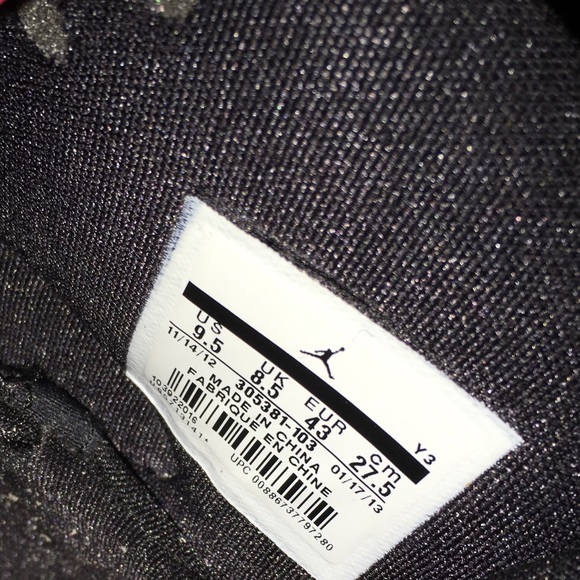 Y3
US UK EUR cm
9.5 8.5 43 27.5
11/14/12 305381-103 01/17/13
MADE IN CHINA
FABRIQUE EN CHINE
UPC 00886737797280